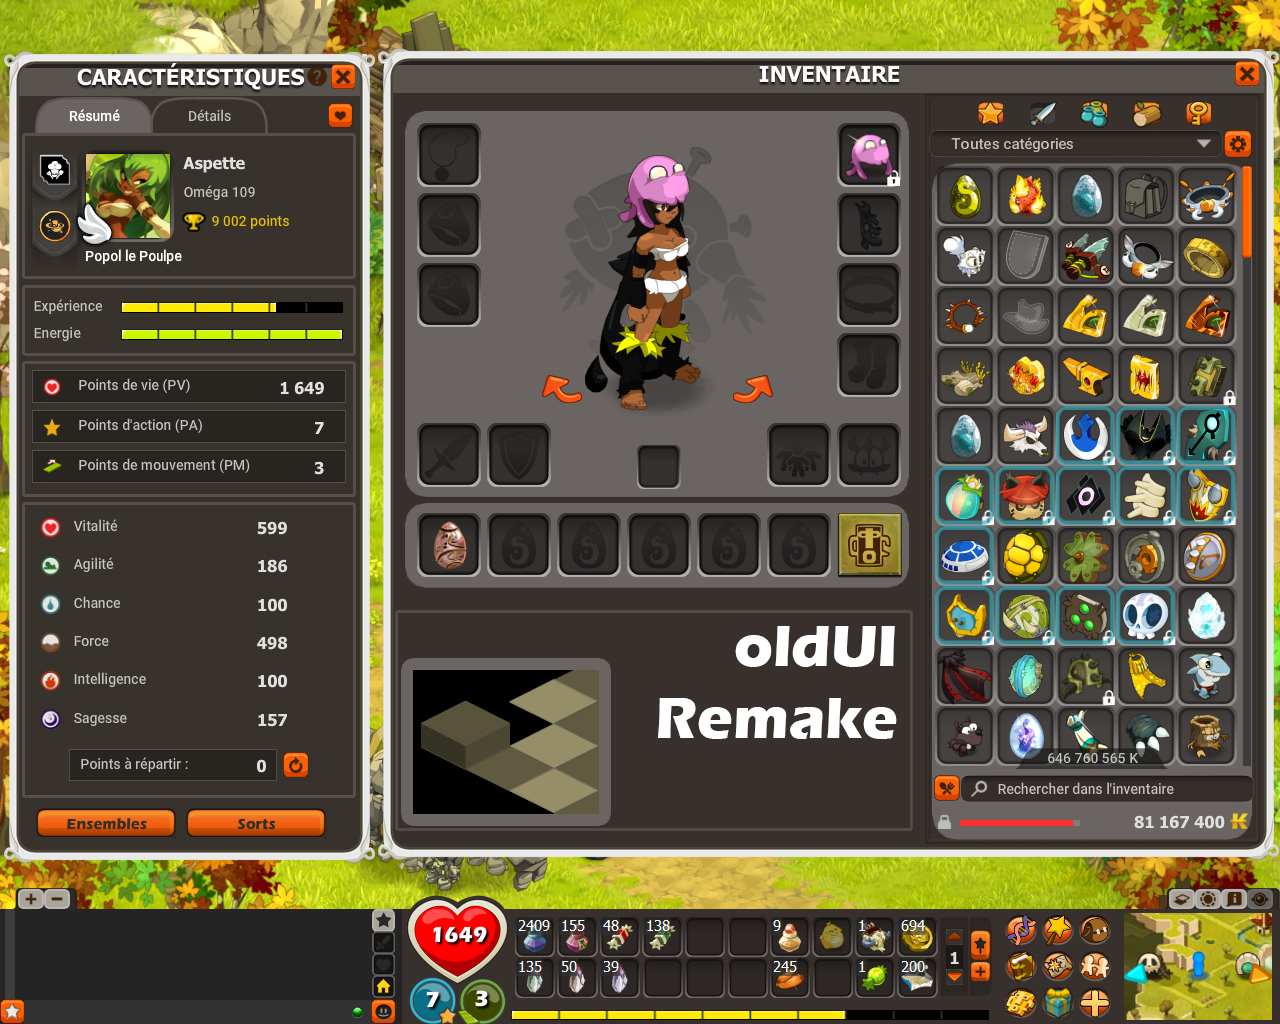 CARACTÉRISTIQUES
?
Résumé
Détails
Aspette
Oméga 109
9 002 points
Popol le Poulpe
Expérience
Energie
Points de vie (PV)
1 649
Points d'action (PA)
7
Points de mouvement (PM)
3
Vitalité
599
Agilité
186
Chance
100
Force
498
Intelligence
100
Sagesse
157
Points à répartir :
0
Ensembles
Sorts
INVENTAIRE
oldUI
Remake
Toutes catégories
646 760 565 K
Rechercher dans l'inventaire
81 167 400
1649
7
3
2409
155
48
138
9
1
694
135
50
39
245
1
200
1